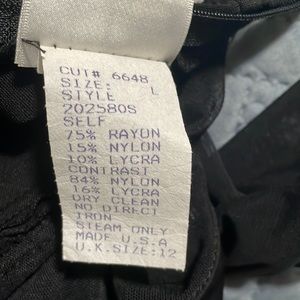 CUT# 6648
SIZE: L
STYLE
202580S
SELF
75% RAYON
15% NYLON
10% LYCRA
CONTRAST
84% NYLON
16% LYCRA
DRY CLEAN
NO DIRECT
IRON
STEAM ONLY
MADE U.S.A
U.K.SIZE:12